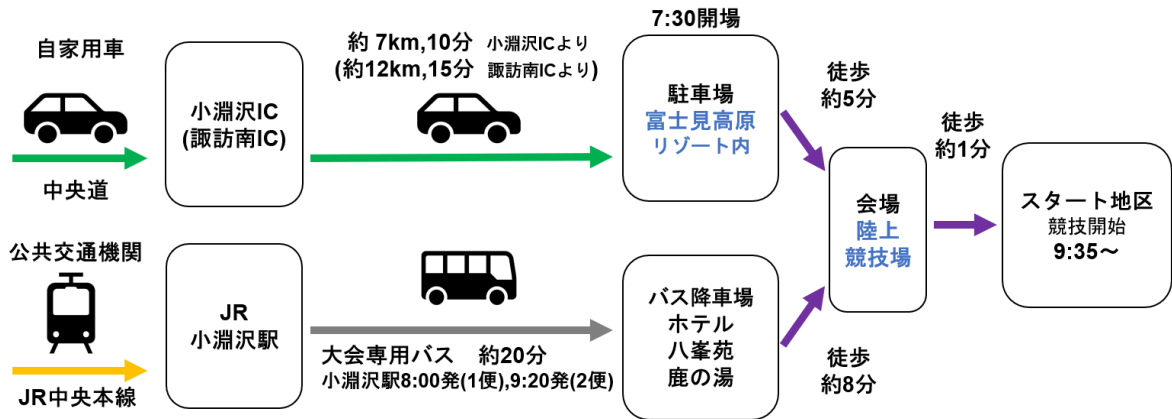 自家用車
中央道
小淵沢IC
(諏訪南IC)
約 7km,10分 小淵沢ICより
(約12km,15分 諏訪南ICより)
7:30開場
駐車場
富士見高原
リゾート内
徒歩
約5分
公共交通機関
JR中央本線
JR
小淵沢駅
大会専用バス 約20分
小淵沢駅8:00発(1便),9:20発(2便)
バス降車場
ホテル
八峯苑
鹿の湯
徒歩
約8分
会場
陸上
競技場
徒歩
約1分
スタート地区
競技開始
9:35～